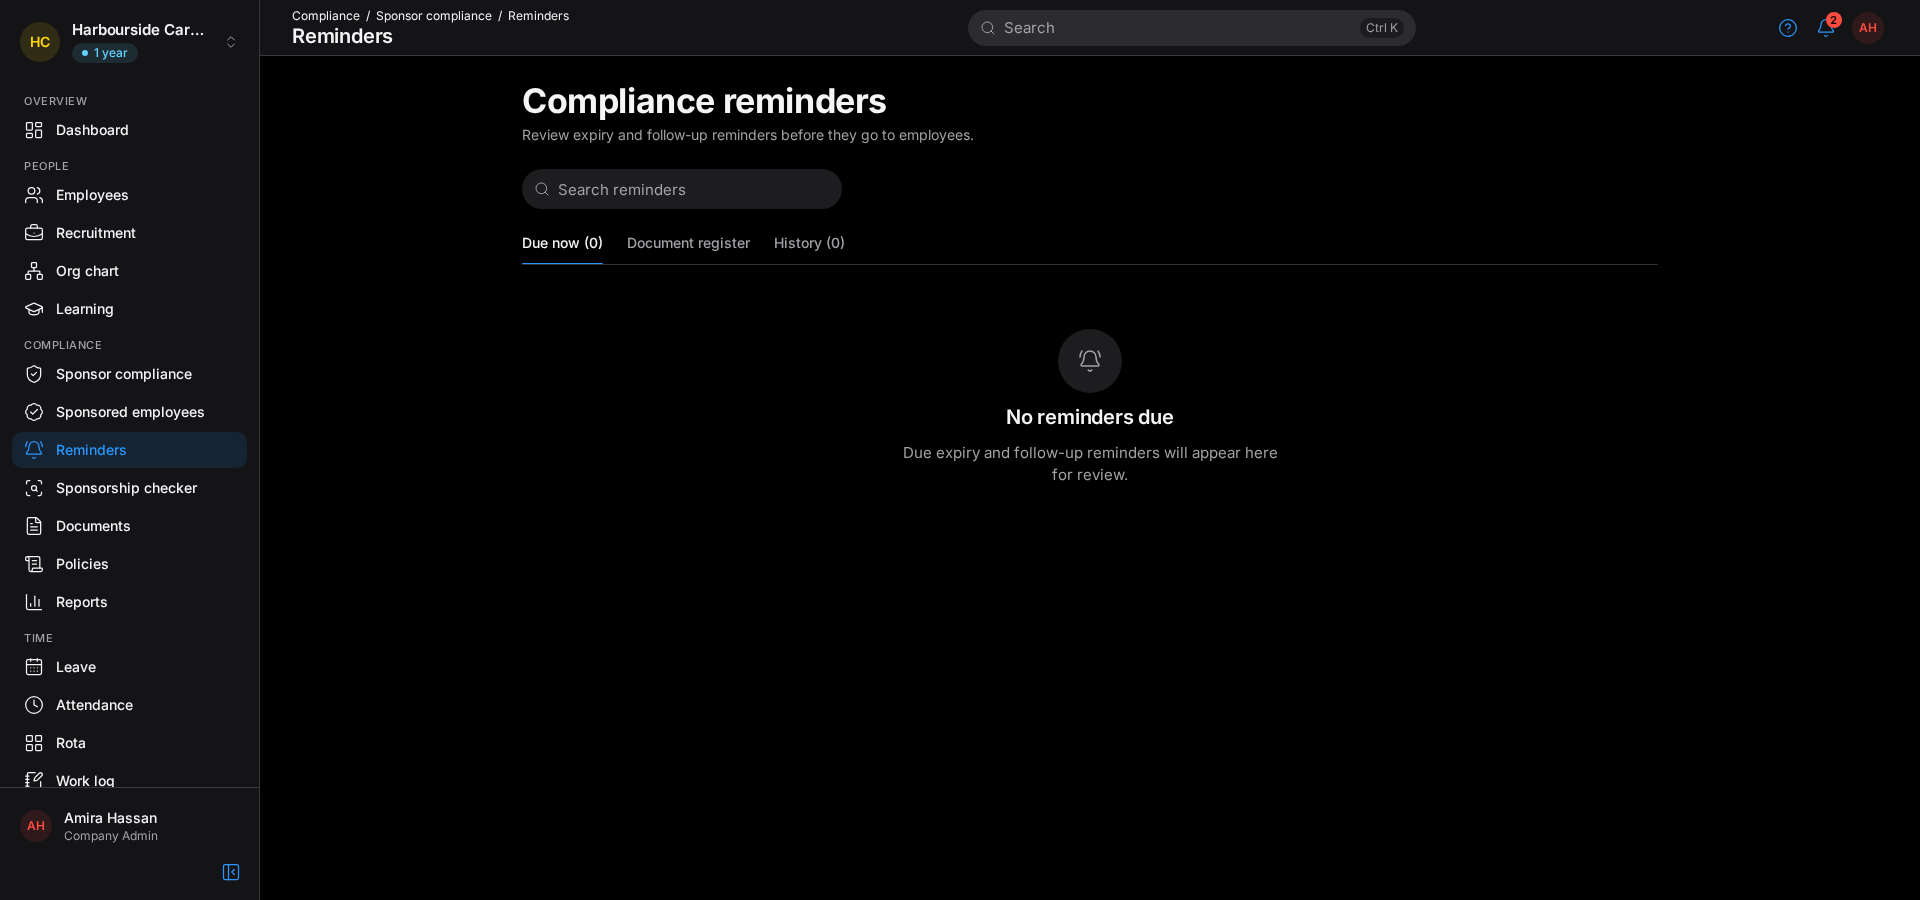 HC
Harbourside Car...
1 year
OVERVIEW
Dashboard
PEOPLE
Employees
Recruitment
Org chart
Learning
COMPLIANCE
Sponsor compliance
Sponsored employees
Reminders
Sponsorship checker
Documents
Policies
Reports
TIME
Leave
Attendance
Rota
Work log
AH
Amira Hassan
Company Admin
Compliance / Sponsor compliance / Reminders
Reminders
Search
Ctrl K
2
AH
Compliance reminders
Review expiry and follow-up reminders before they go to employees.
Search reminders
Due now (0)
Document register
History (0)
No reminders due
Due expiry and follow-up reminders will appear here
for review.